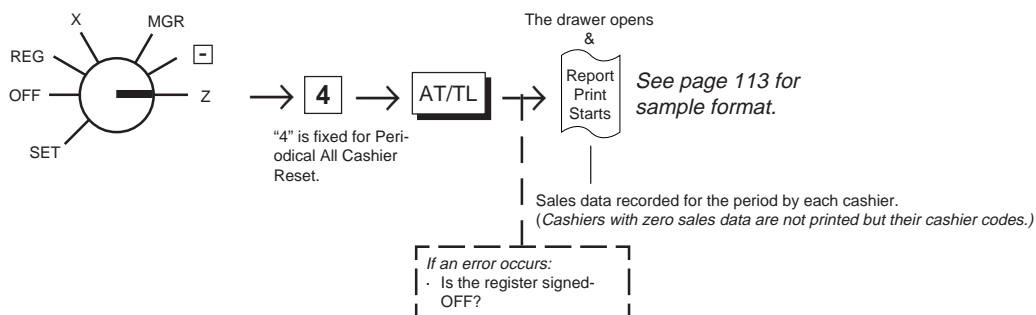 X
MGR
REG
-
OFF
Z
SET
4
AT/TL
"4" is fixed for Peri-
odical All Cashier
Reset.
The drawer opens
&
Report
Print
Starts
See page 113 for
sample format.
Sales data recorded for the period by each cashier.
(Cashiers with zero sales data are not printed but their cashier codes.)
If an error occurs:
· Is the register signed-
OFF?